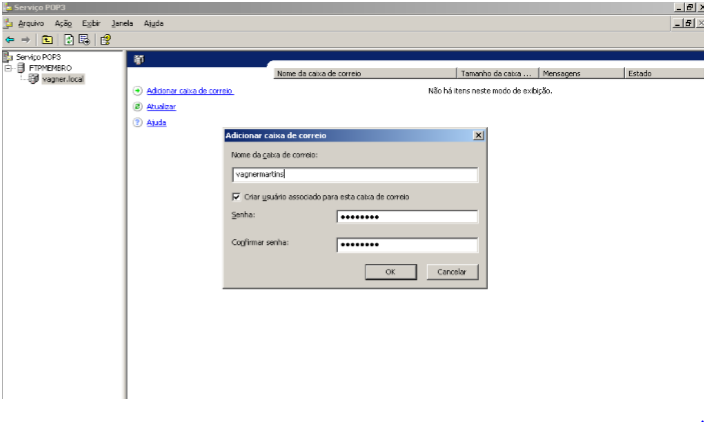 Serviço POP3
Arquivo Ação Exibir Janela Ajuda
Serviço POP3
FTPMEMBRO
vagner.local
Nome da caixa de correio Tamanho da caixa ... Mensagens Estado
Adicionar caixa de correio
Não há itens neste modo de exibição.
Atualizar
Ajuda
Adicionar caixa de correio
Nome da caixa de correio:
vagnermartins
Criar usuário associado para esta caixa de correio
Senha:
Confirmar senha:
OK Cancelar